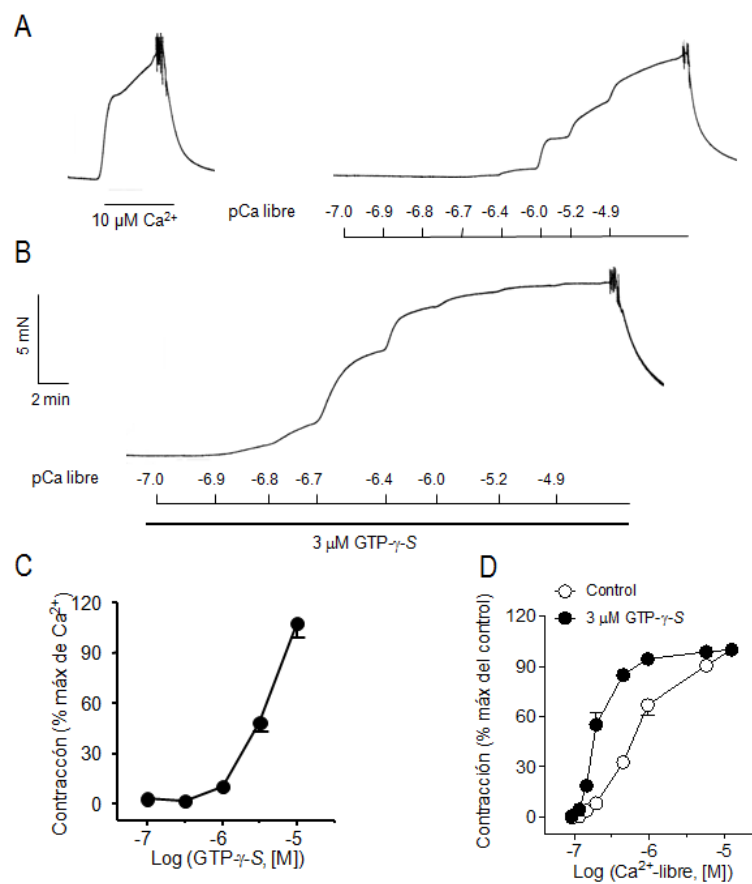 A
10 µM Ca²⁺
pCa libre
-7.0 -6.9 -6.8 -6.7 -6.4 -6.0 -5.2 -4.9
B
5 mN
2 min
pCa libre
-7.0 -6.9 -6.8 -6.7 -6.4 -6.0 -5.2 -4.9
3 µM GTP-γ-S
C
Contraccón (% máx de Ca²⁺)
120
90
60
30
0
-7 -6 -5
Log (GTP-γ-S, [M])
D
Control
3 µM GTP-γ-S
Contracción (% máx del control)
120
90
60
30
0
-7 -6 -5
Log (Ca²⁺-libre, [M])